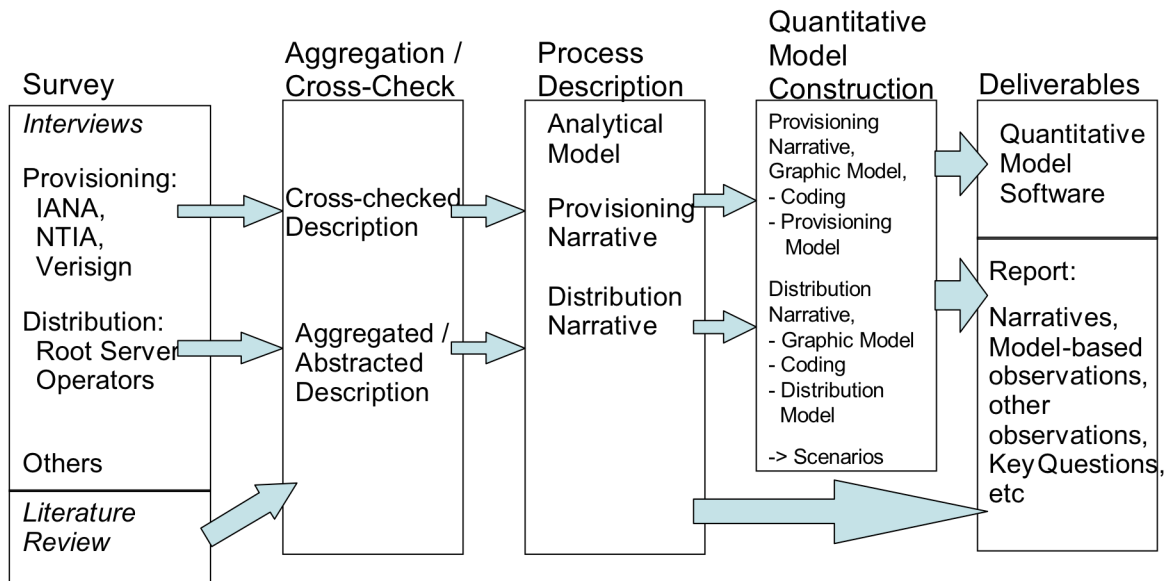 Survey
Interviews
Provisioning:
IANA,
NTIA,
Verisign
Distribution:
Root Server
Operators
Others
Literature
Review
Aggregation /
Cross-Check
Cross-checked
Description
Aggregated /
Abstracted
Description
Process
Description
Analytical
Model
Provisioning
Narrative
Distribution
Narrative
Quantitative
Model
Construction
Provisioning
Narrative,
Graphic Model,
- Coding
- Provisioning
Model
Distribution
Narrative,
- Graphic Model
- Coding
- Distribution
Model
-> Scenarios
Deliverables
Quantitative
Model
Software
Report:
Narratives,
Model-based
observations,
other
observations,
Key Questions,
etc